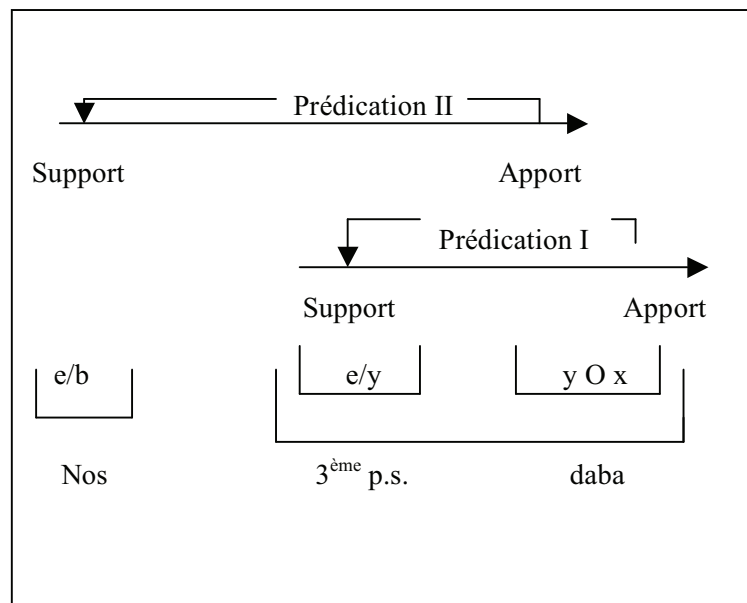 Prédication II
Support Apport
Prédication I
Support Apport
e/b e/y y O x
Nos 3ème p.s. daba